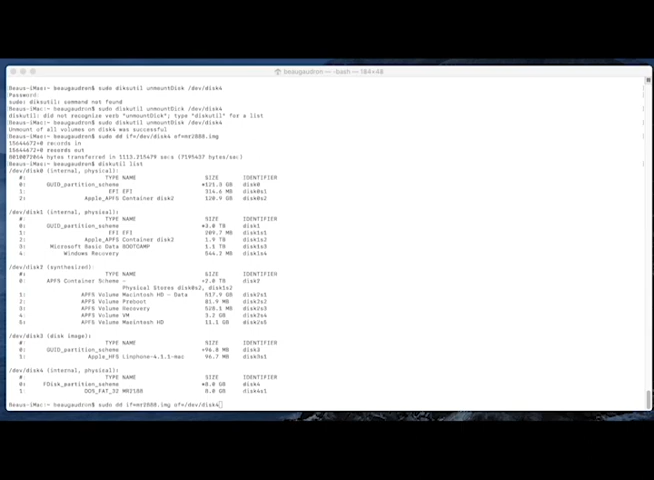 beaugaudron — -bash — 184×48
Beaus-iMac:~ beaugaudron$ sudo diksutil unmountDisk /dev/disk4
Password:
sudo: diksutil: command not found
Beaus-iMac:~ beaugaudron$ sudo diskutil unmoutDisk /dev/disk4
diskutil: did not recognize verb "unmoutDisk"; type "diskutil" for a list
Beaus-iMac:~ beaugaudron$ sudo diskutil unmountDisk /dev/disk4
Unmount of all volumes on disk4 was successful
Beaus-iMac:~ beaugaudron$ sudo dd if=/dev/disk4 of=mr2888.img
15644672+0 records in
15644672+0 records out
8010072064 bytes transferred in 1113.215479 secs (7195437 bytes/sec)
Beaus-iMac:~ beaugaudron$ diskutil list
/dev/disk0 (internal, physical):
#: TYPE NAME SIZE IDENTIFIER
0: GUID_partition_scheme *121.3 GB disk0
1: EFI EFI 314.6 MB disk0s1
2: Apple_APFS Container disk2 120.9 GB disk0s2
/dev/disk1 (internal, physical):
#: TYPE NAME SIZE IDENTIFIER
0: GUID_partition_scheme *3.0 TB disk1
1: EFI EFI 209.7 MB disk1s1
2: Apple_APFS Container disk2 1.9 TB disk1s2
3: Microsoft Basic Data BOOTCAMP 1.1 TB disk1s3
4: Windows Recovery 544.2 MB disk1s4
/dev/disk2 (synthesized):
#: TYPE NAME SIZE IDENTIFIER
0: APFS Container Scheme - +2.0 TB disk2
Physical Stores disk0s2, disk1s2
1: APFS Volume Macintosh HD - Data 517.9 GB disk2s1
2: APFS Volume Preboot 81.9 MB disk2s2
3: APFS Volume Recovery 528.1 MB disk2s3
4: APFS Volume VM 3.2 GB disk2s4
5: APFS Volume Macintosh HD 11.1 GB disk2s5
/dev/disk3 (disk image):
#: TYPE NAME SIZE IDENTIFIER
0: GUID_partition_scheme +96.8 MB disk3
1: Apple_HFS Linphone-4.1.1-mac 96.7 MB disk3s1
/dev/disk4 (internal, physical):
#: TYPE NAME SIZE IDENTIFIER
0: FDisk_partition_scheme *8.0 GB disk4
1: DOS_FAT_32 8.0 GB disk4s1
Beaus-iMac:~ beaugaudron$ sudo dd if=mr2888.img of=/dev/disk4